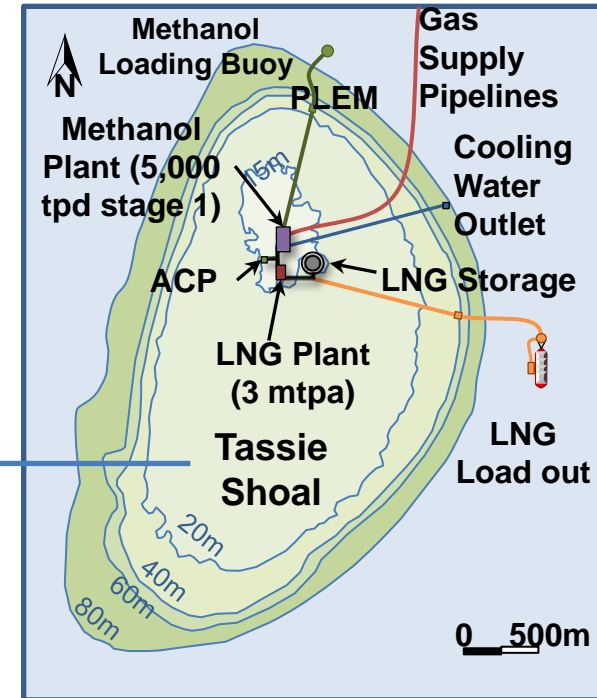 Methanol
Loading Buoy
Gas
Supply
Pipelines
N
PLEM
Methanol
Plant (5,000
tpd stage 1)
15m
Cooling
Water
Outlet
ACP
LNG Storage
LNG Plant
(3 mtpa)
LNG
Load out
Tassie
Shoal
20m
40m
60m
80m
0 500m